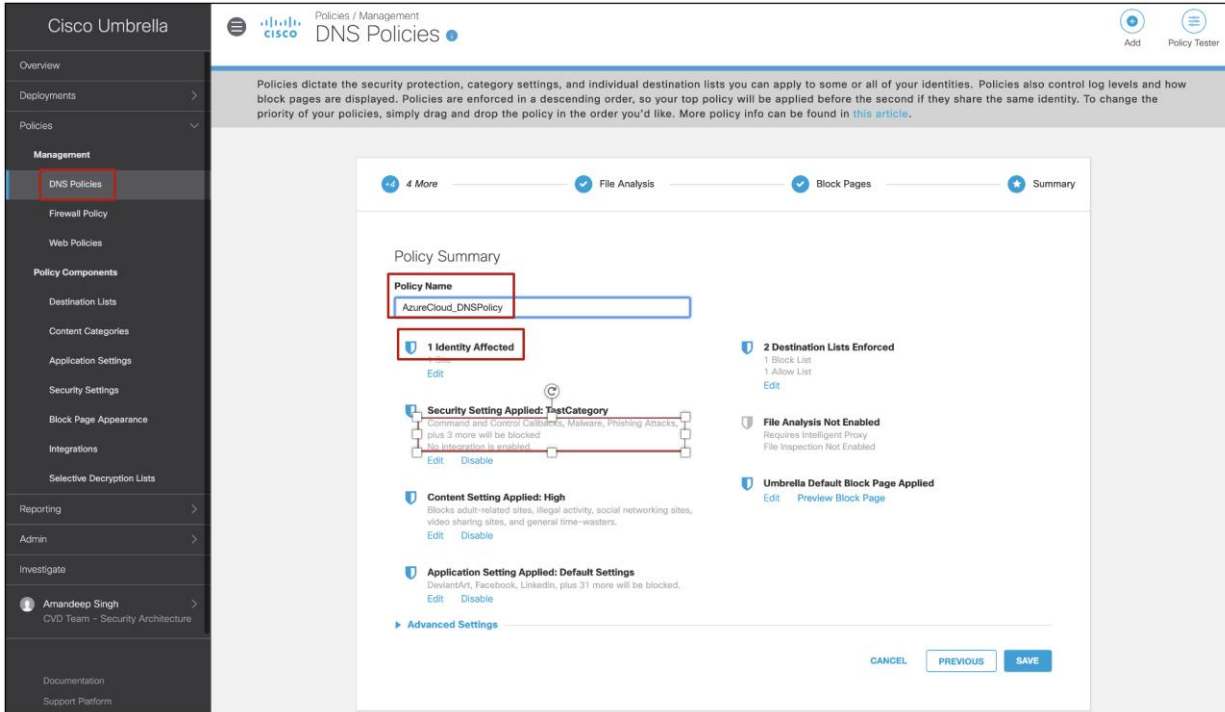 Cisco Umbrella
Overview
Deployments
Policies
Management
DNS Policies
Firewall Policy
Web Policies
Policy Components
Destination Lists
Content Categories
Application Settings
Security Settings
Block Page Appearance
Integrations
Selective Decryption Lists
Reporting
Admin
Investigate
Amandeep Singh
CVD Team - Security Architecture
Documentation
Support Platform
CISCO
Policies / Management
DNS Policies
Add
Policy Tester
Policies dictate the security protection, category settings, and individual destination lists you can apply to some or all of your identities. Policies also control log levels and how
block pages are displayed. Policies are enforced in a descending order, so your top policy will be applied before the second if they share the same identity. To change the
priority of your policies, simply drag and drop the policy in the order you'd like. More policy info can be found in this article.
+4 4 More
File Analysis
Block Pages
Summary
Policy Summary
Policy Name
AzureCloud_DNSPolicy
1 Identity Affected
1 Site
Edit
Security Setting Applied: TestCategory
Command and Control Callbacks, Malware, Phishing Attacks,
plus 3 more will be blocked
No integration is enabled.
Edit Disable
Content Setting Applied: High
Blocks adult-related sites, illegal activity, social networking sites,
video sharing sites, and general time-wasters.
Edit Disable
Application Setting Applied: Default Settings
DeviantArt, Facebook, LinkedIn, plus 31 more will be blocked.
Edit Disable
2 Destination Lists Enforced
1 Block List
1 Allow List
Edit
File Analysis Not Enabled
Requires Intelligent Proxy
File Inspection Not Enabled
Umbrella Default Block Page Applied
Edit Preview Block Page
Advanced Settings
CANCEL
PREVIOUS
SAVE